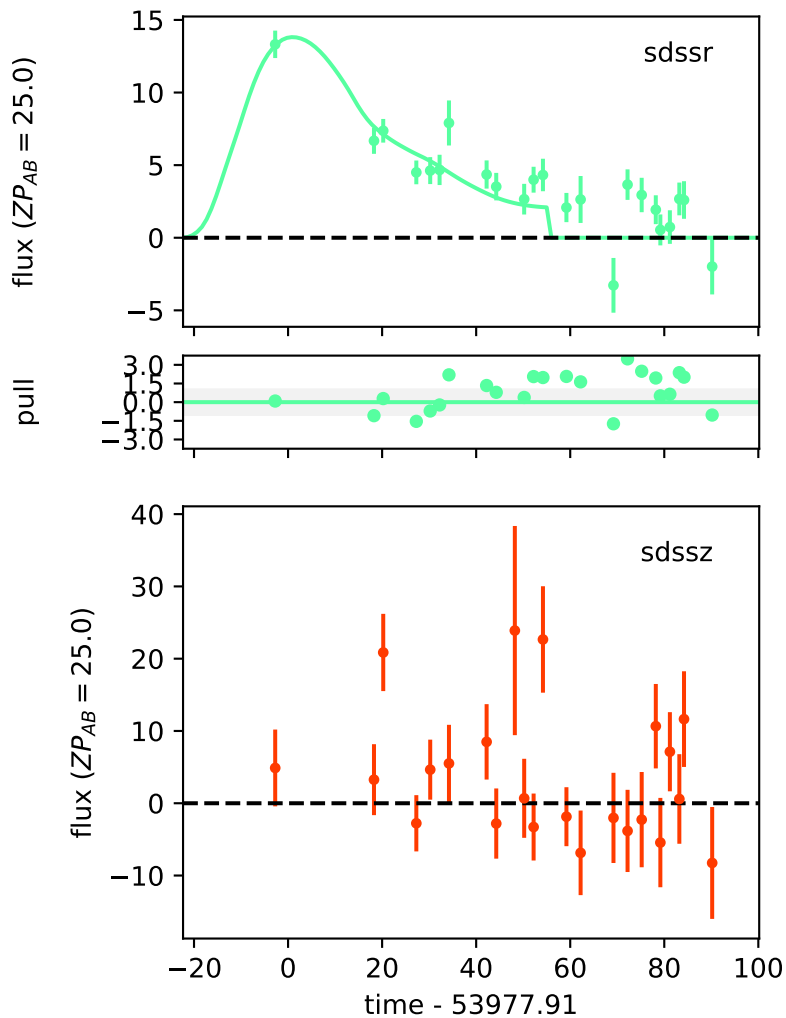 15
10
5
0
−5
flux (ZP_AB = 25.0)
sdssr
3.0
1.5
0.0
−1.5
−3.0
pull
40
30
20
10
0
−10
flux (ZP_AB = 25.0)
sdssz
−20 0 20 40 60 80 100
time - 53977.91